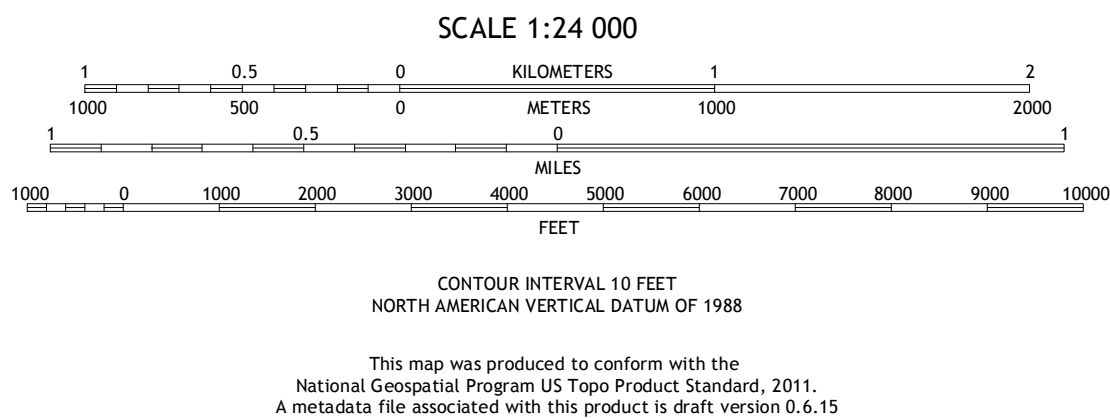 SCALE 1:24 000
1 0.5 0 KILOMETERS 1 2
1000 500 0 METERS 1000 2000
1 0.5 0 1
MILES
1000 0 1000 2000 3000 4000 5000 6000 7000 8000 9000 10000
FEET
CONTOUR INTERVAL 10 FEET
NORTH AMERICAN VERTICAL DATUM OF 1988
This map was produced to conform with the
National Geospatial Program US Topo Product Standard, 2011.
A metadata file associated with this product is draft version 0.6.15